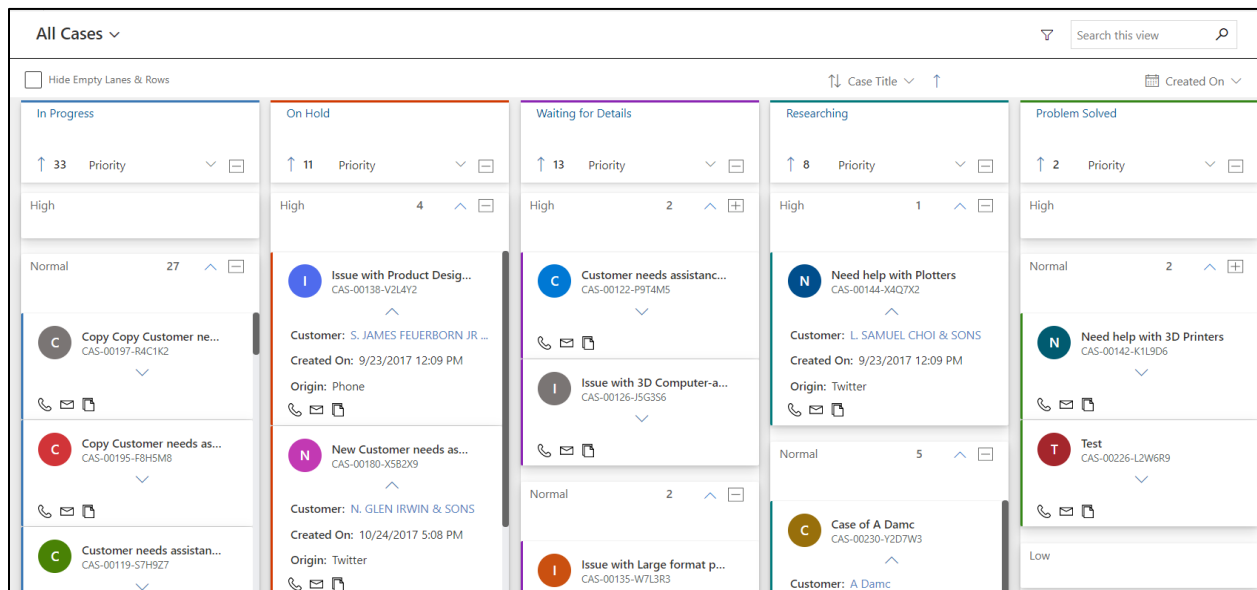 All Cases
Search this view
Hide Empty Lanes & Rows
Case Title
Created On
In Progress
33 Priority
High
Normal 27
C
Copy Copy Customer ne...
CAS-00197-R4C1K2
C
Copy Customer needs as...
CAS-00195-F8H5M8
C
Customer needs assistan...
CAS-00119-S7H9Z7
On Hold
11 Priority
High 4
I
Issue with Product Desig...
CAS-00138-V2L4Y2
Customer: S. JAMES FEUERBORN JR ...
Created On: 9/23/2017 12:09 PM
Origin: Phone
N
New Customer needs as...
CAS-00180-X5B2X9
Customer: N. GLEN IRWIN & SONS
Created On: 10/24/2017 5:08 PM
Origin: Twitter
Waiting for Details
13 Priority
High 2
C
Customer needs assistanc...
CAS-00122-P9T4M5
I
Issue with 3D Computer-a...
CAS-00126-J5G3S6
Normal 2
I
Issue with Large format p...
CAS-00135-W7L3R3
Researching
8 Priority
High 1
N
Need help with Plotters
CAS-00144-X4Q7X2
Customer: L. SAMUEL CHOI & SONS
Created On: 9/23/2017 12:09 PM
Origin: Twitter
Normal 5
C
Case of A Damc
CAS-00230-Y2D7W3
Customer: A Damc
Problem Solved
2 Priority
High
Normal 2
N
Need help with 3D Printers
CAS-00142-K1L9D6
T
Test
CAS-00226-L2W6R9
Low